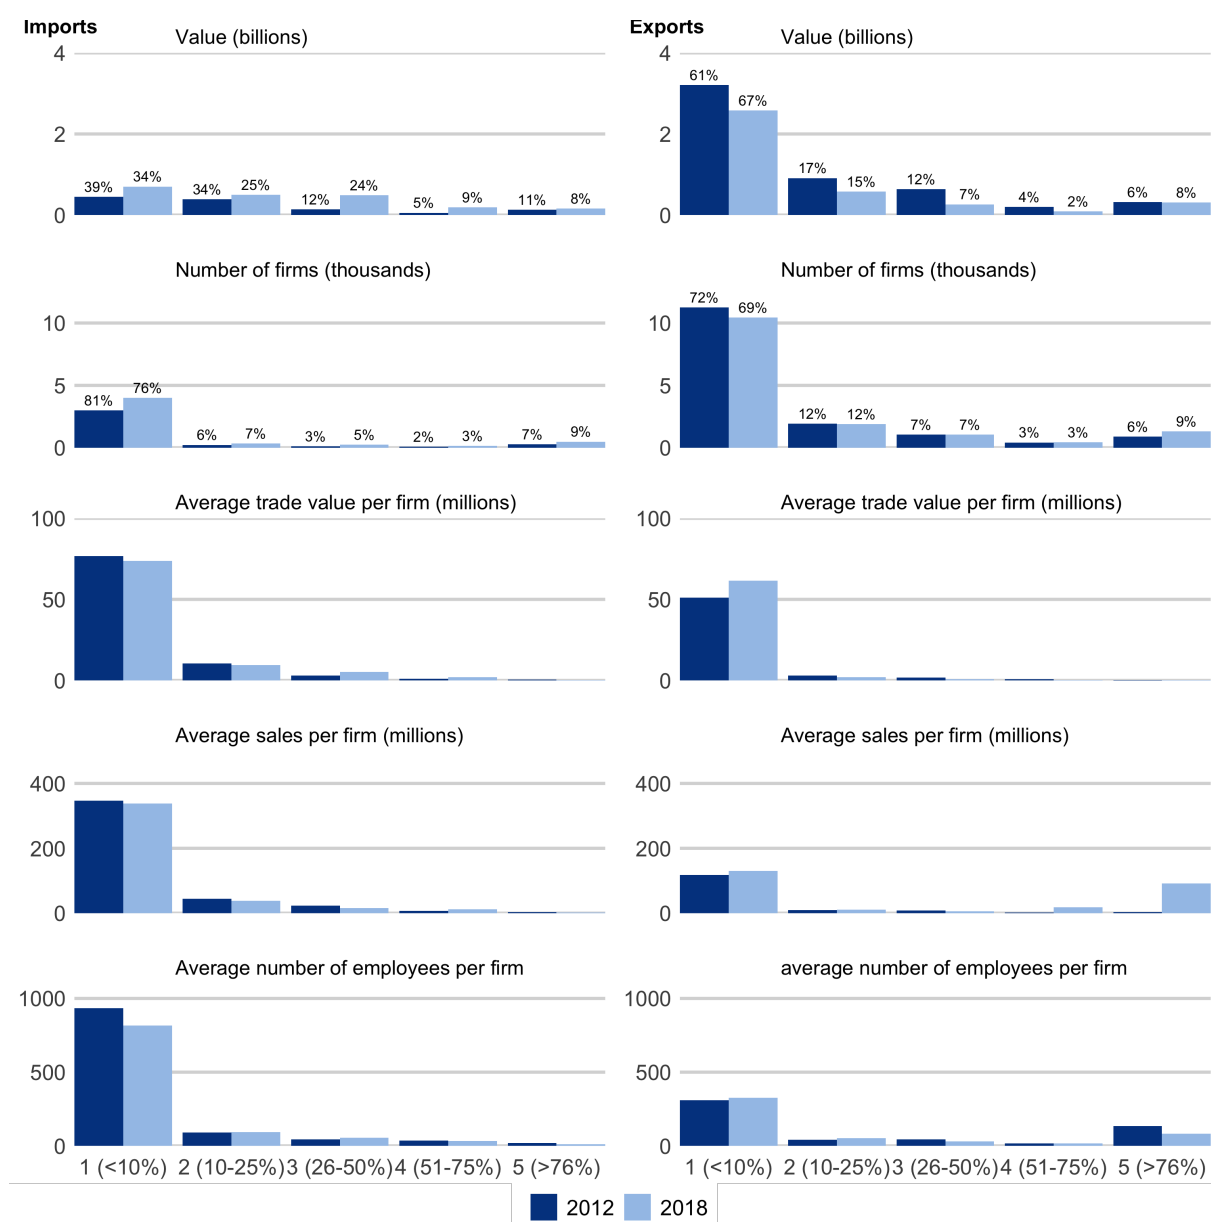 Imports
Value (billions)
4
2
0
39% 34% 34% 25% 12% 24% 5% 9% 11% 8%
Number of firms (thousands)
10
5
0
81% 76% 6% 7% 3% 5% 2% 3% 7% 9%
Average trade value per firm (millions)
100
50
0
Average sales per firm (millions)
400
200
0
Average number of employees per firm
1000
500
0
1 (<10%) 2 (10-25%) 3 (26-50%) 4 (51-75%) 5 (>76%)
Exports
Value (billions)
4
2
0
61% 67% 17% 15% 12% 7% 4% 2% 6% 8%
Number of firms (thousands)
10
5
0
72% 69% 12% 12% 7% 7% 3% 3% 6% 9%
Average trade value per firm (millions)
100
50
0
Average sales per firm (millions)
400
200
0
average number of employees per firm
1000
500
0
1 (<10%) 2 (10-25%) 3 (26-50%) 4 (51-75%) 5 (>76%)
2012 2018